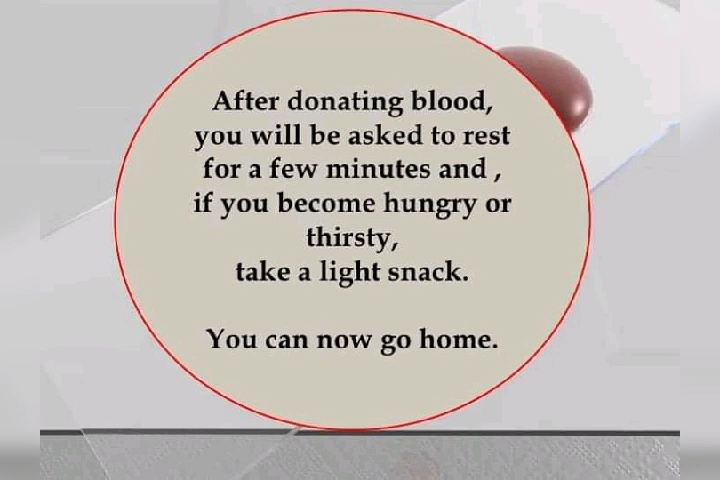 After donating blood,
you will be asked to rest
for a few minutes and ,
if you become hungry or
thirsty,
take a light snack.
You can now go home.